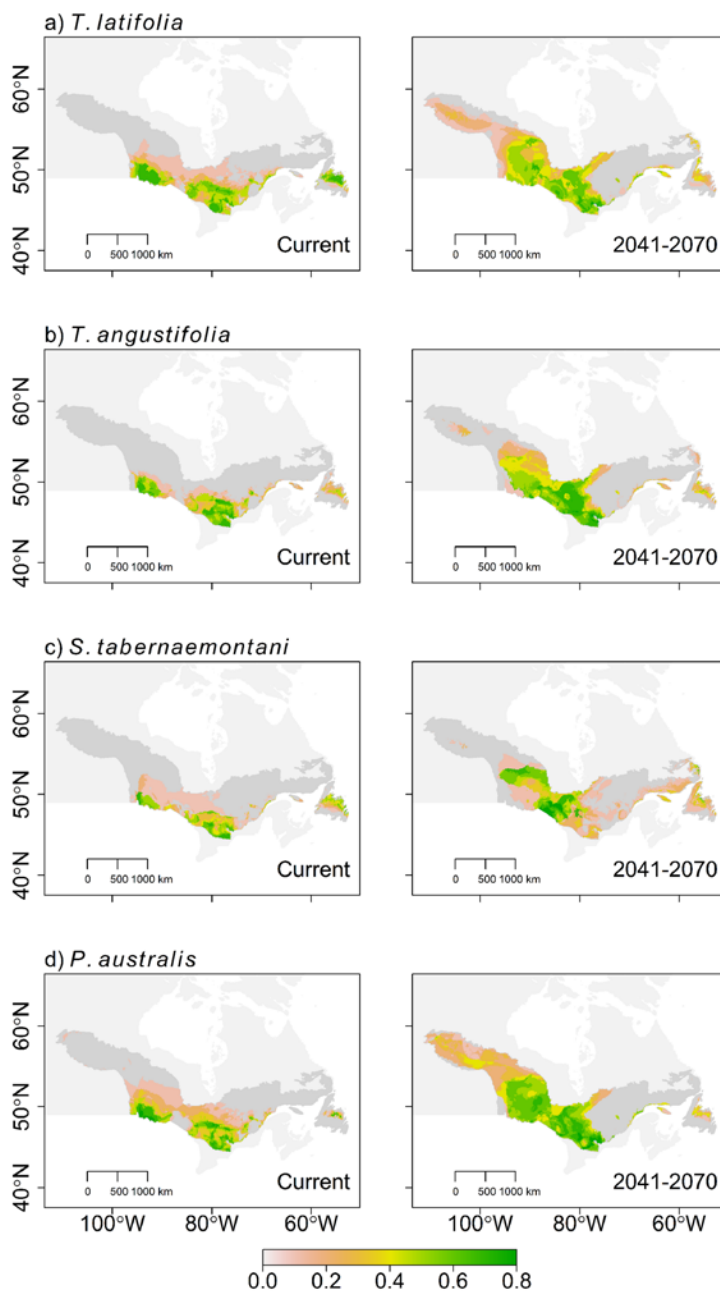 a) T. latifolia
60°N
50°N
40°N
0 500 1000 km
Current
0 500 1000 km
2041-2070
b) T. angustifolia
60°N
50°N
40°N
0 500 1000 km
Current
0 500 1000 km
2041-2070
c) S. tabernaemontani
60°N
50°N
40°N
0 500 1000 km
Current
0 500 1000 km
2041-2070
d) P. australis
60°N
50°N
40°N
0 500 1000 km
Current
0 500 1000 km
2041-2070
100°W 80°W 60°W 100°W 80°W 60°W
0.0 0.2 0.4 0.6 0.8